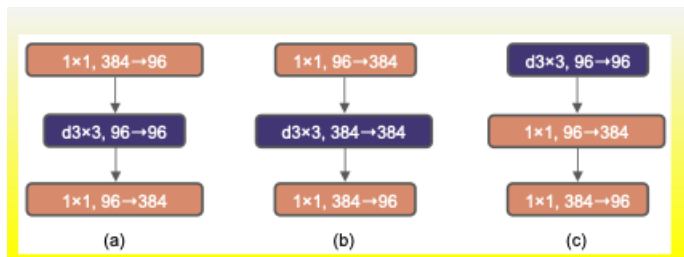 1×1, 384→96
d3×3, 96→96
1×1, 96→384
(a)
1×1, 96→384
d3×3, 384→384
1×1, 384→96
(b)
d3×3, 96→96
1×1, 96→384
1×1, 384→96
(c)